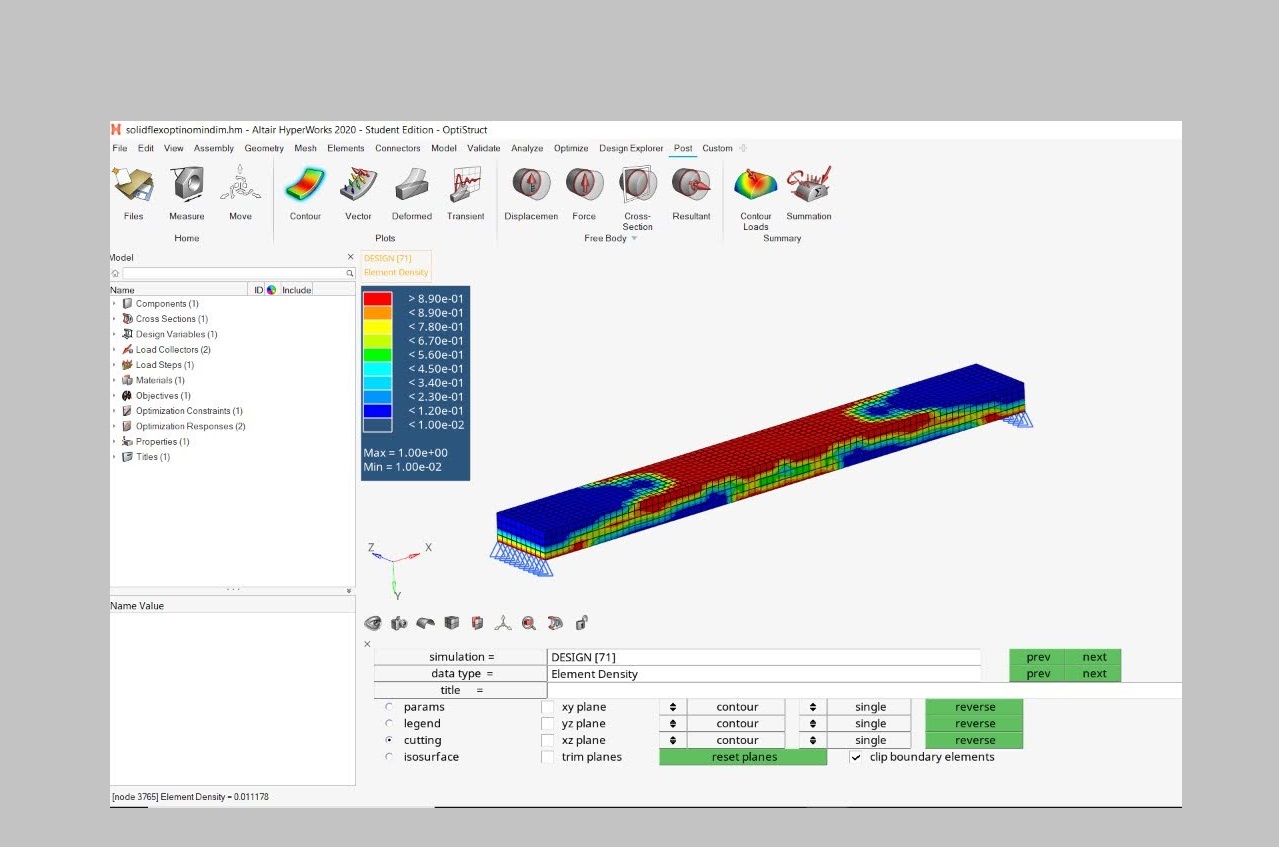 solidflexoptinomindim.hm - Altair HyperWorks 2020 - Student Edition - OptiStruct
File Edit View Assembly Geometry Mesh Elements Connectors Model Validate Analyze Optimize Design Explorer Post Custom
Files Measure Move Contour Vector Deformed Transient Displacemen Force Cross-Section Resultant Contour Loads Summation
Home Plots Free Body Summary
Model
Name ID Include
Components (1)
Cross Sections (1)
Design Variables (1)
Load Collectors (2)
Load Steps (1)
Materials (1)
Objectives (1)
Optimization Constraints (1)
Optimization Responses (2)
Properties (1)
Titles (1)
DESIGN [71]
Element Density
> 8.90e-01
< 8.90e-01
< 7.80e-01
< 6.70e-01
< 5.60e-01
< 4.50e-01
< 3.40e-01
< 2.30e-01
< 1.20e-01
< 1.00e-02
Max = 1.00e+00
Min = 1.00e-02
Z X
Y
Name Value
simulation = DESIGN [71] prev next
data type = Element Density prev next
title =
params xy plane contour single reverse
legend yz plane contour single reverse
cutting xz plane contour single reverse
isosurface trim planes reset planes clip boundary elements
[node 3765] Element Density = 0.011178